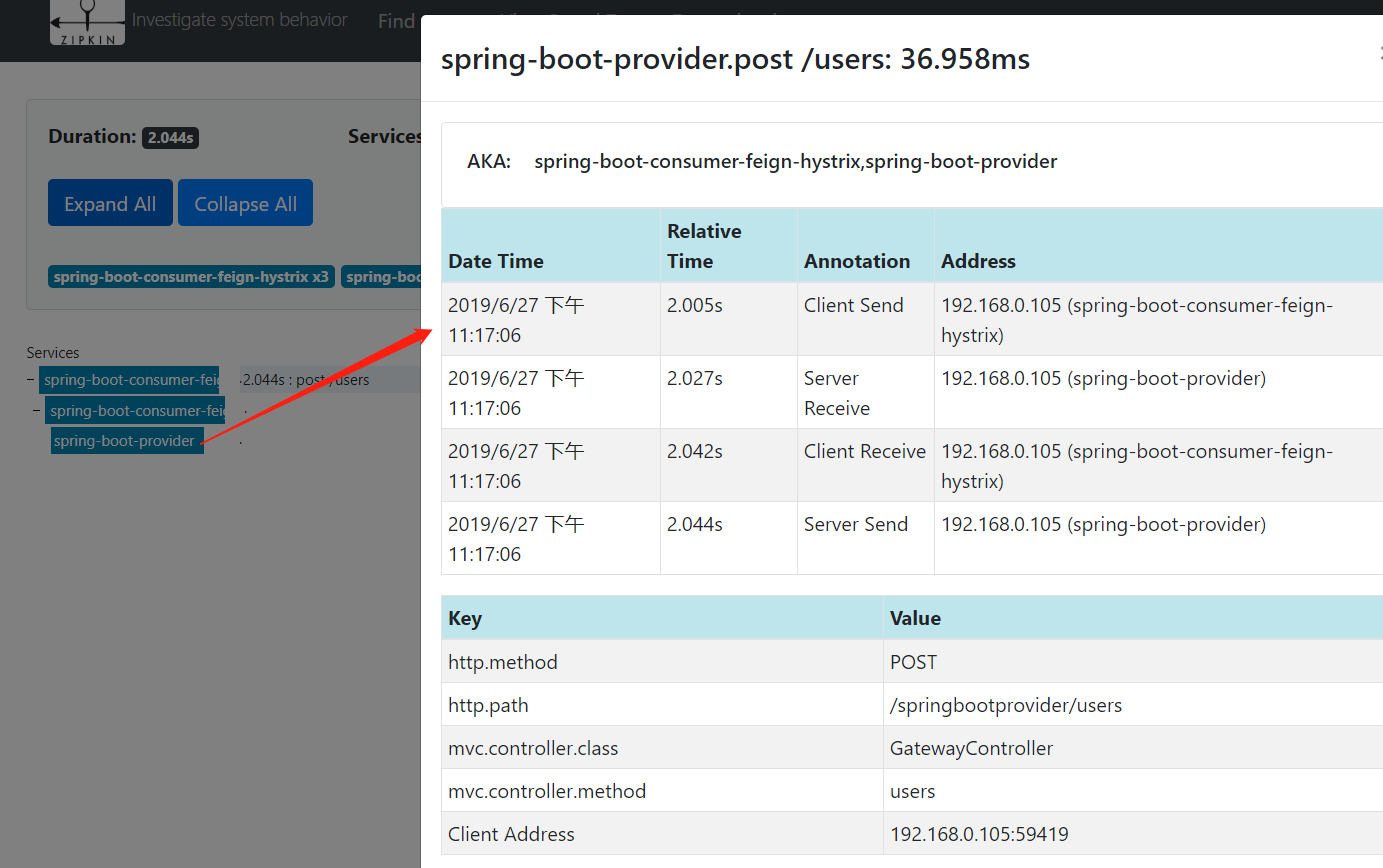 ZIPKIN
Investigate system behavior
Find
spring-boot-provider.post /users: 36.958ms
Duration: 2.044s
Services
Expand All
Collapse All
spring-boot-consumer-feign-hystrix x3
Services
spring-boot-consumer-feig
2.044s : post /users
spring-boot-consumer-feig
spring-boot-provider
AKA: spring-boot-consumer-feign-hystrix,spring-boot-provider
Date Time
Relative
Time
Annotation
Address
2019/6/27 下午
11:17:06
2.005s
Client Send
192.168.0.105 (spring-boot-consumer-feign-
hystrix)
2019/6/27 下午
11:17:06
2.027s
Server
Receive
192.168.0.105 (spring-boot-provider)
2019/6/27 下午
11:17:06
2.042s
Client Receive
192.168.0.105 (spring-boot-consumer-feign-
hystrix)
2019/6/27 下午
11:17:06
2.044s
Server Send
192.168.0.105 (spring-boot-provider)
Key
Value
http.method
POST
http.path
/springbootprovider/users
mvc.controller.class
GatewayController
mvc.controller.method
users
Client Address
192.168.0.105:59419